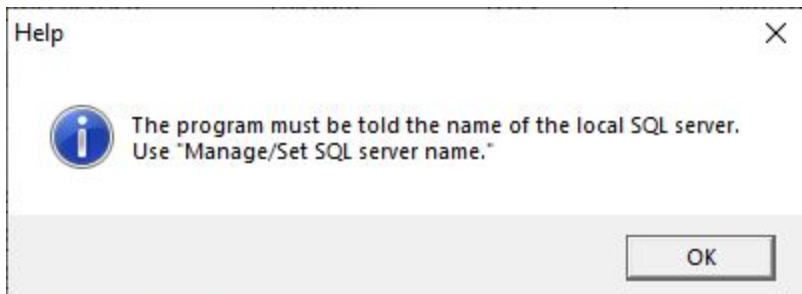 Help
The program must be told the name of the local SQL server.
Use "Manage/Set SQL server name."
OK